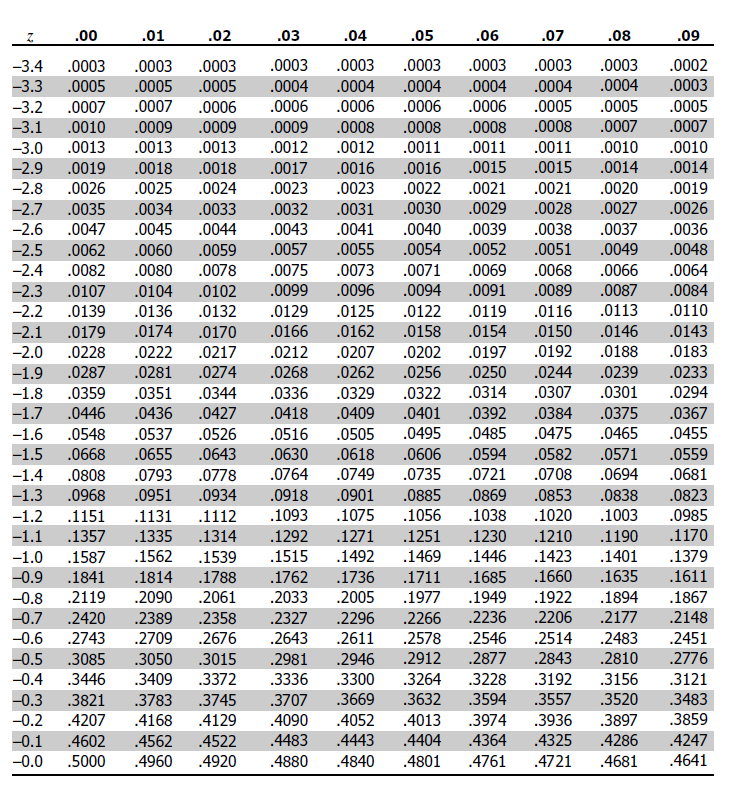 z .00 .01 .02 .03 .04 .05 .06 .07 .08 .09
–3.4 .0003 .0003 .0003 .0003 .0003 .0003 .0003 .0003 .0003 .0002
–3.3 .0005 .0005 .0005 .0004 .0004 .0004 .0004 .0004 .0004 .0003
–3.2 .0007 .0007 .0006 .0006 .0006 .0006 .0006 .0005 .0005 .0005
–3.1 .0010 .0009 .0009 .0009 .0008 .0008 .0008 .0008 .0007 .0007
–3.0 .0013 .0013 .0013 .0012 .0012 .0011 .0011 .0011 .0010 .0010
–2.9 .0019 .0018 .0018 .0017 .0016 .0016 .0015 .0015 .0014 .0014
–2.8 .0026 .0025 .0024 .0023 .0023 .0022 .0021 .0021 .0020 .0019
–2.7 .0035 .0034 .0033 .0032 .0031 .0030 .0029 .0028 .0027 .0026
–2.6 .0047 .0045 .0044 .0043 .0041 .0040 .0039 .0038 .0037 .0036
–2.5 .0062 .0060 .0059 .0057 .0055 .0054 .0052 .0051 .0049 .0048
–2.4 .0082 .0080 .0078 .0075 .0073 .0071 .0069 .0068 .0066 .0064
–2.3 .0107 .0104 .0102 .0099 .0096 .0094 .0091 .0089 .0087 .0084
–2.2 .0139 .0136 .0132 .0129 .0125 .0122 .0119 .0116 .0113 .0110
–2.1 .0179 .0174 .0170 .0166 .0162 .0158 .0154 .0150 .0146 .0143
–2.0 .0228 .0222 .0217 .0212 .0207 .0202 .0197 .0192 .0188 .0183
–1.9 .0287 .0281 .0274 .0268 .0262 .0256 .0250 .0244 .0239 .0233
–1.8 .0359 .0351 .0344 .0336 .0329 .0322 .0314 .0307 .0301 .0294
–1.7 .0446 .0436 .0427 .0418 .0409 .0401 .0392 .0384 .0375 .0367
–1.6 .0548 .0537 .0526 .0516 .0505 .0495 .0485 .0475 .0465 .0455
–1.5 .0668 .0655 .0643 .0630 .0618 .0606 .0594 .0582 .0571 .0559
–1.4 .0808 .0793 .0778 .0764 .0749 .0735 .0721 .0708 .0694 .0681
–1.3 .0968 .0951 .0934 .0918 .0901 .0885 .0869 .0853 .0838 .0823
–1.2 .1151 .1131 .1112 .1093 .1075 .1056 .1038 .1020 .1003 .0985
–1.1 .1357 .1335 .1314 .1292 .1271 .1251 .1230 .1210 .1190 .1170
–1.0 .1587 .1562 .1539 .1515 .1492 .1469 .1446 .1423 .1401 .1379
–0.9 .1841 .1814 .1788 .1762 .1736 .1711 .1685 .1660 .1635 .1611
–0.8 .2119 .2090 .2061 .2033 .2005 .1977 .1949 .1922 .1894 .1867
–0.7 .2420 .2389 .2358 .2327 .2296 .2266 .2236 .2206 .2177 .2148
–0.6 .2743 .2709 .2676 .2643 .2611 .2578 .2546 .2514 .2483 .2451
–0.5 .3085 .3050 .3015 .2981 .2946 .2912 .2877 .2843 .2810 .2776
–0.4 .3446 .3409 .3372 .3336 .3300 .3264 .3228 .3192 .3156 .3121
–0.3 .3821 .3783 .3745 .3707 .3669 .3632 .3594 .3557 .3520 .3483
–0.2 .4207 .4168 .4129 .4090 .4052 .4013 .3974 .3936 .3897 .3859
–0.1 .4602 .4562 .4522 .4483 .4443 .4404 .4364 .4325 .4286 .4247
–0.0 .5000 .4960 .4920 .4880 .4840 .4801 .4761 .4721 .4681 .4641